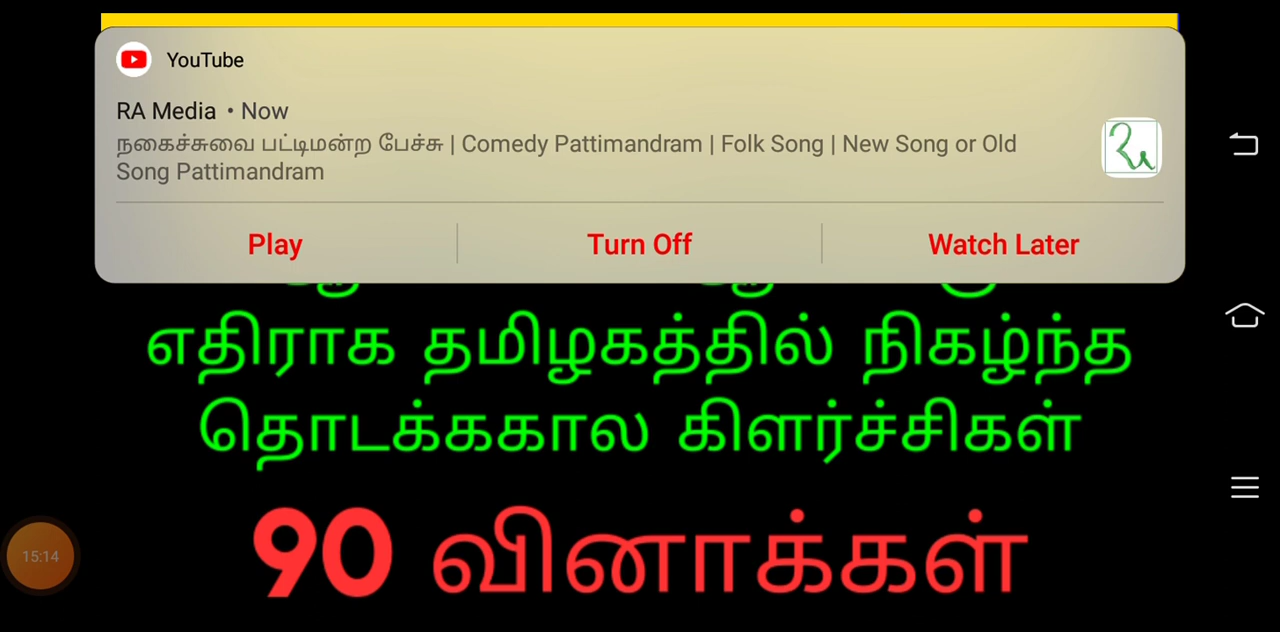 YouTube
RA Media • Now
நகைச்சுவை பட்டிமன்ற பேச்சு | Comedy Pattimandram | Folk Song | New Song or Old
Song Pattimandram
Play Turn Off Watch Later
எதிராக தமிழகத்தில் நிகழ்ந்த
தொடக்ககால கிளர்ச்சிகள்
90 வினாக்கள்
15:14